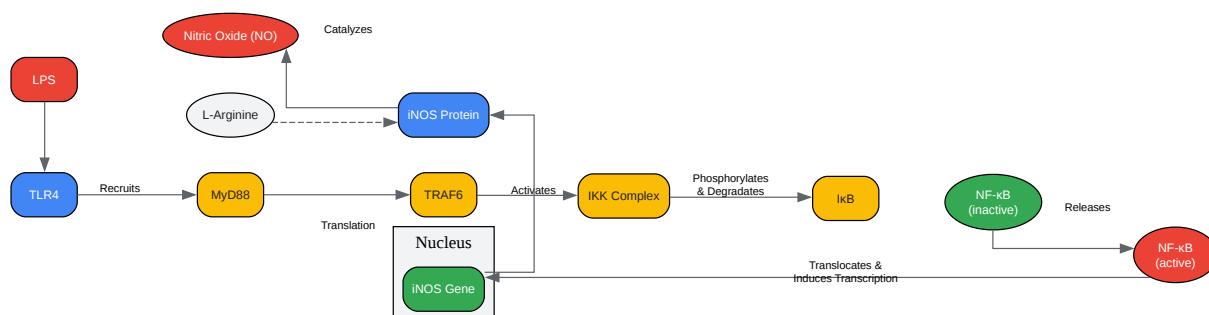 Nitric Oxide (NO)
Catalyzes
LPS
L-Arginine
iNOS Protein
TLR4
Recruits
MyD88
TRAF6
Activates
IKK Complex
Phosphorylates
& Degradates
IκB
NF-κB
(inactive)
Releases
NF-κB
(active)
Translation
Nucleus
iNOS Gene
Translocates &
Induces Transcription